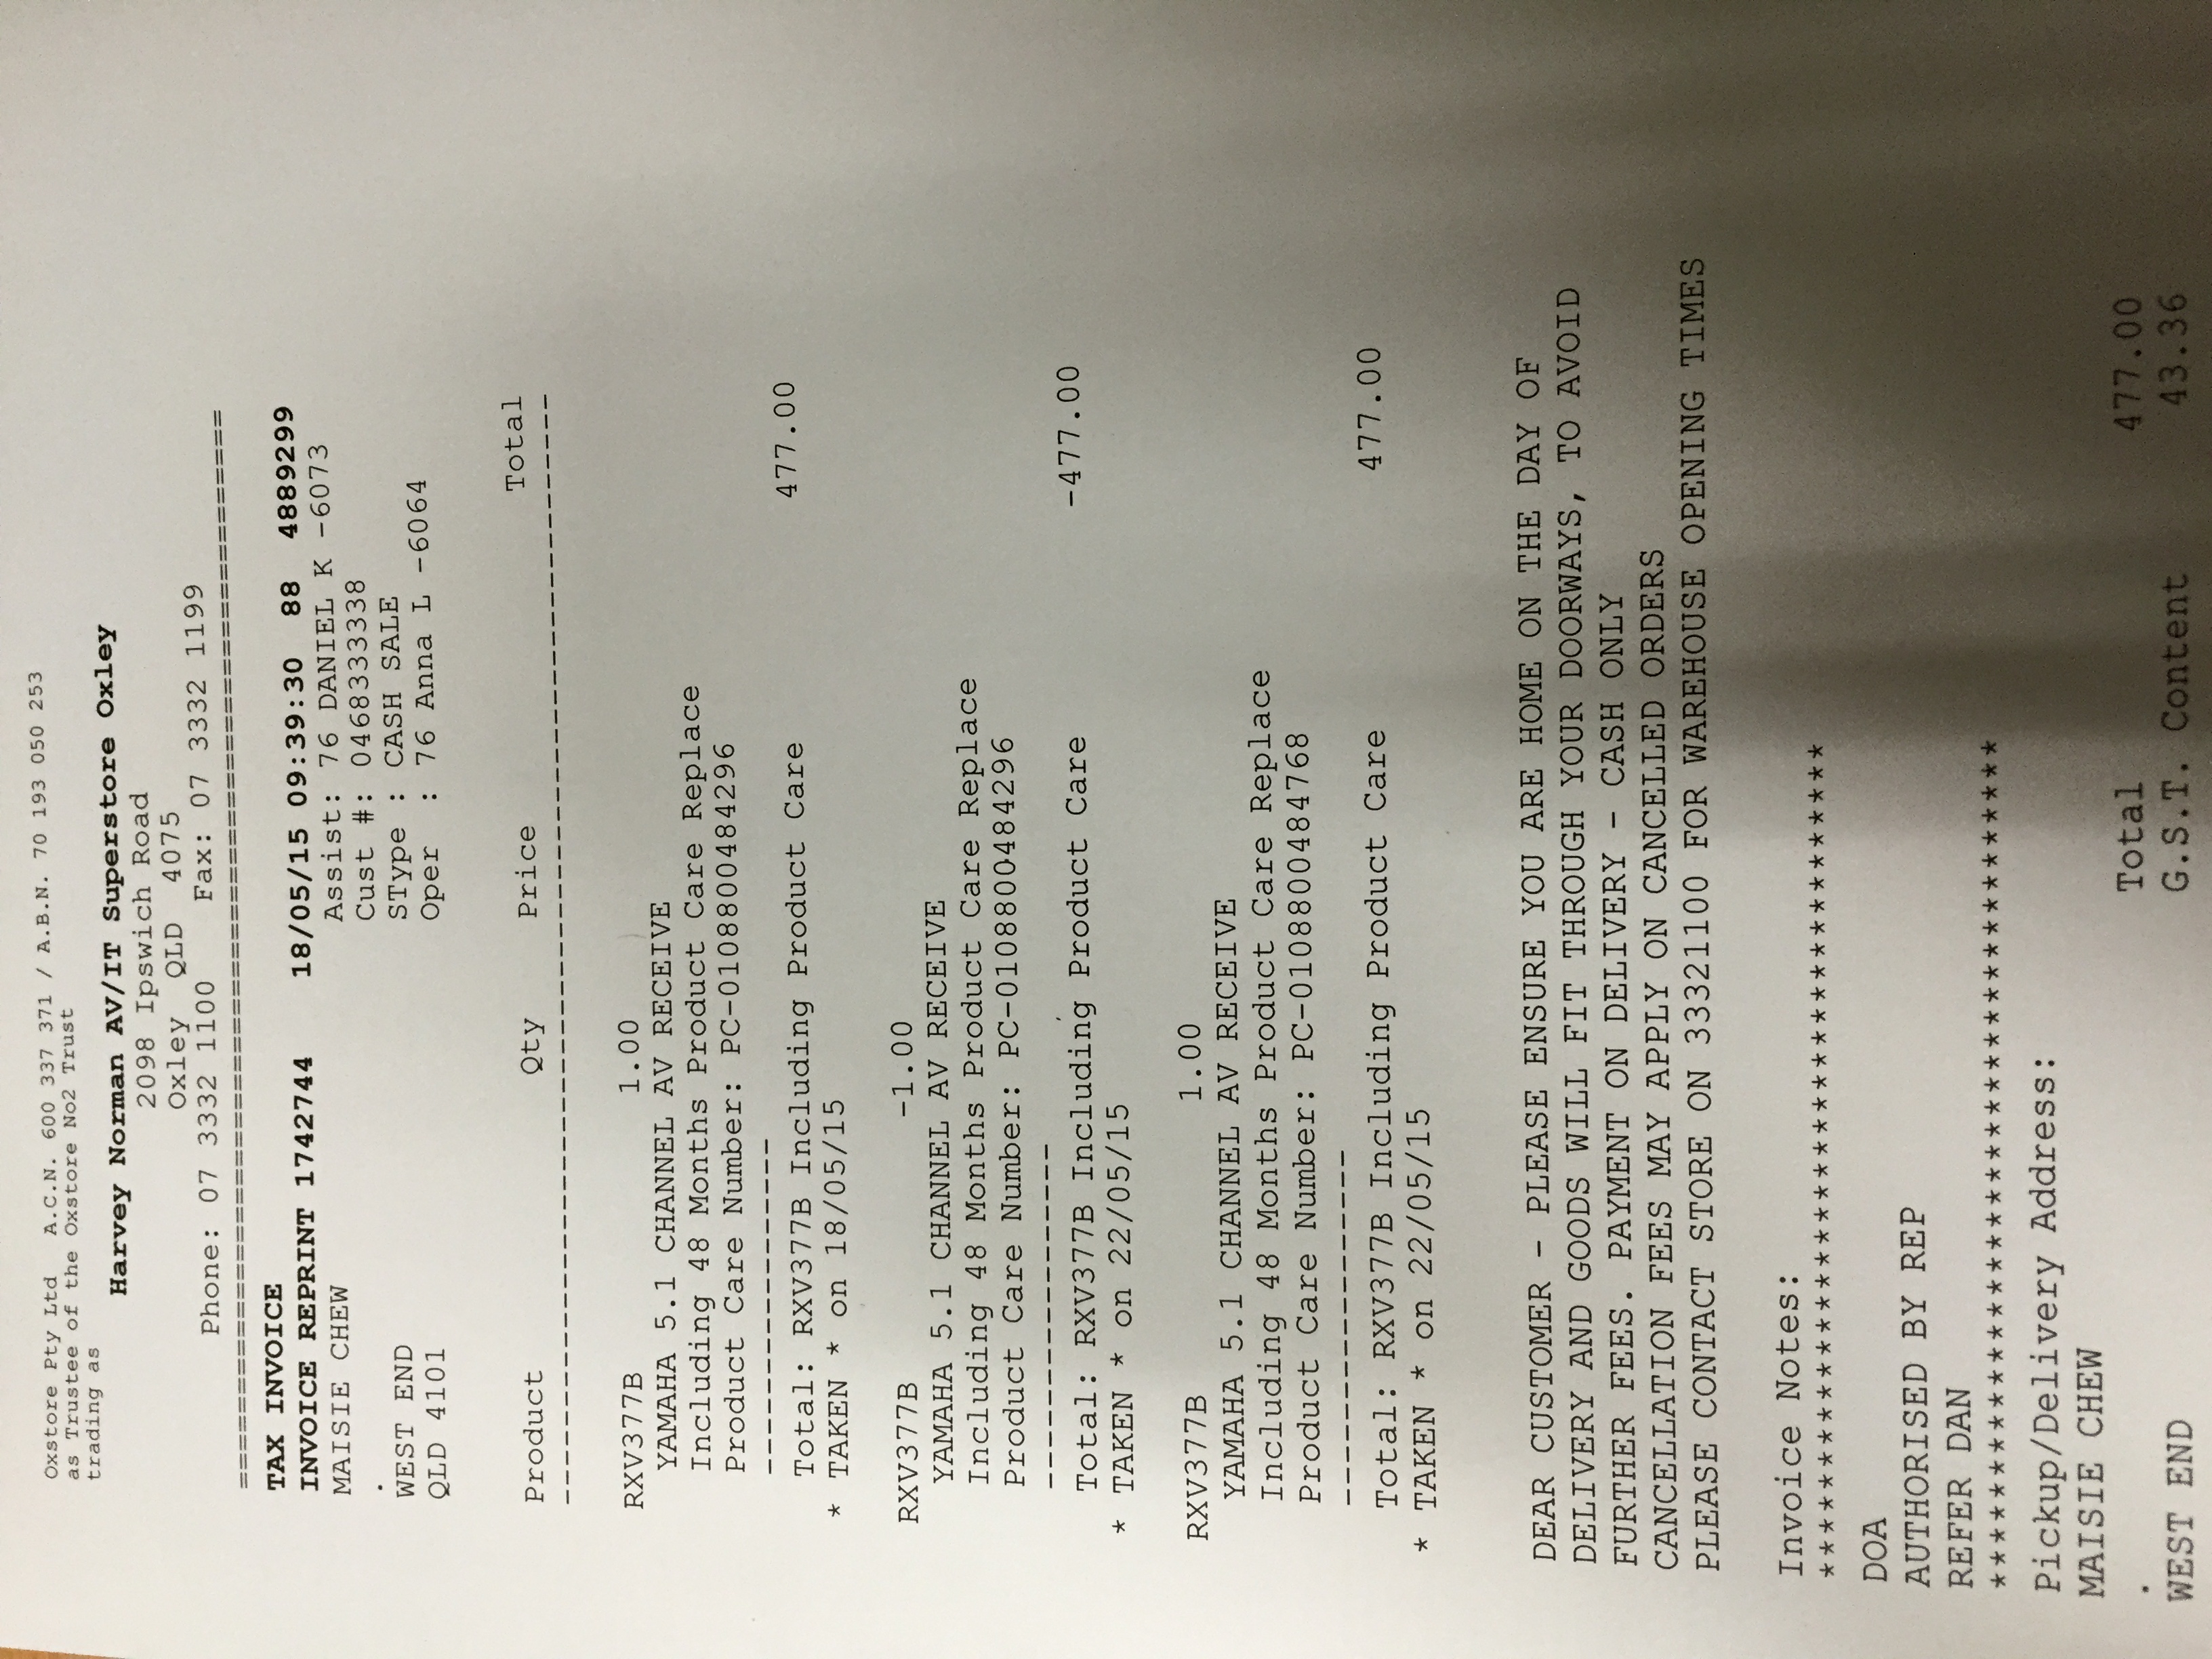 Oxstore Pty Ltd   A.C.N. 600 337 371 / A.B.N. 70 193 050 253
as Trustee of the Oxstore No2 Trust
trading as
Harvey Norman AV/IT Superstore Oxley
2098 Ipswich Road
Oxley  QLD  4075
Phone: 07 3332 1100    Fax: 07 3332 1199
=========================================================
TAX INVOICE
INVOICE REPRINT 1742744    18/05/15 09:39:30  88  4889299
MAISIE CHEW    Assist: 76 DANIEL K -6073
.    Cust #: 0468333338
WEST END    SType : CASH SALE
QLD 4101    Oper  : 76 Anna L -6064
Product    Qty    Price    Total
---------------------------------------------------------
RXV377B    1.00
YAMAHA 5.1 CHANNEL AV RECEIVE
Including 48 Months Product Care Replace
Product Care Number: PC-0108800484296
-----------------
Total: RXV377B Including Product Care    477.00
* TAKEN * on 18/05/15
RXV377B    -1.00
YAMAHA 5.1 CHANNEL AV RECEIVE
Including 48 Months Product Care Replace
Product Care Number: PC-0108800484296
-----------------
Total: RXV377B Including Product Care    -477.00
* TAKEN * on 22/05/15
RXV377B    1.00
YAMAHA 5.1 CHANNEL AV RECEIVE
Including 48 Months Product Care Replace
Product Care Number: PC-0108800484768
-----------------
Total: RXV377B Including Product Care    477.00
* TAKEN * on 22/05/15
DEAR CUSTOMER - PLEASE ENSURE YOU ARE HOME ON THE DAY OF
DELIVERY AND GOODS WILL FIT THROUGH YOUR DOORWAYS, TO AVOID
FURTHER FEES. PAYMENT ON DELIVERY - CASH ONLY
CANCELLATION FEES MAY APPLY ON CANCELLED ORDERS
PLEASE CONTACT STORE ON 33321100 FOR WAREHOUSE OPENING TIMES
Invoice Notes:
**************************************
DOA
AUTHORISED BY REP
REFER DAN
**************************************
Pickup/Delivery Address:
MAISIE CHEW
.    Total    477.00
WEST END    G.S.T. Content    43.36